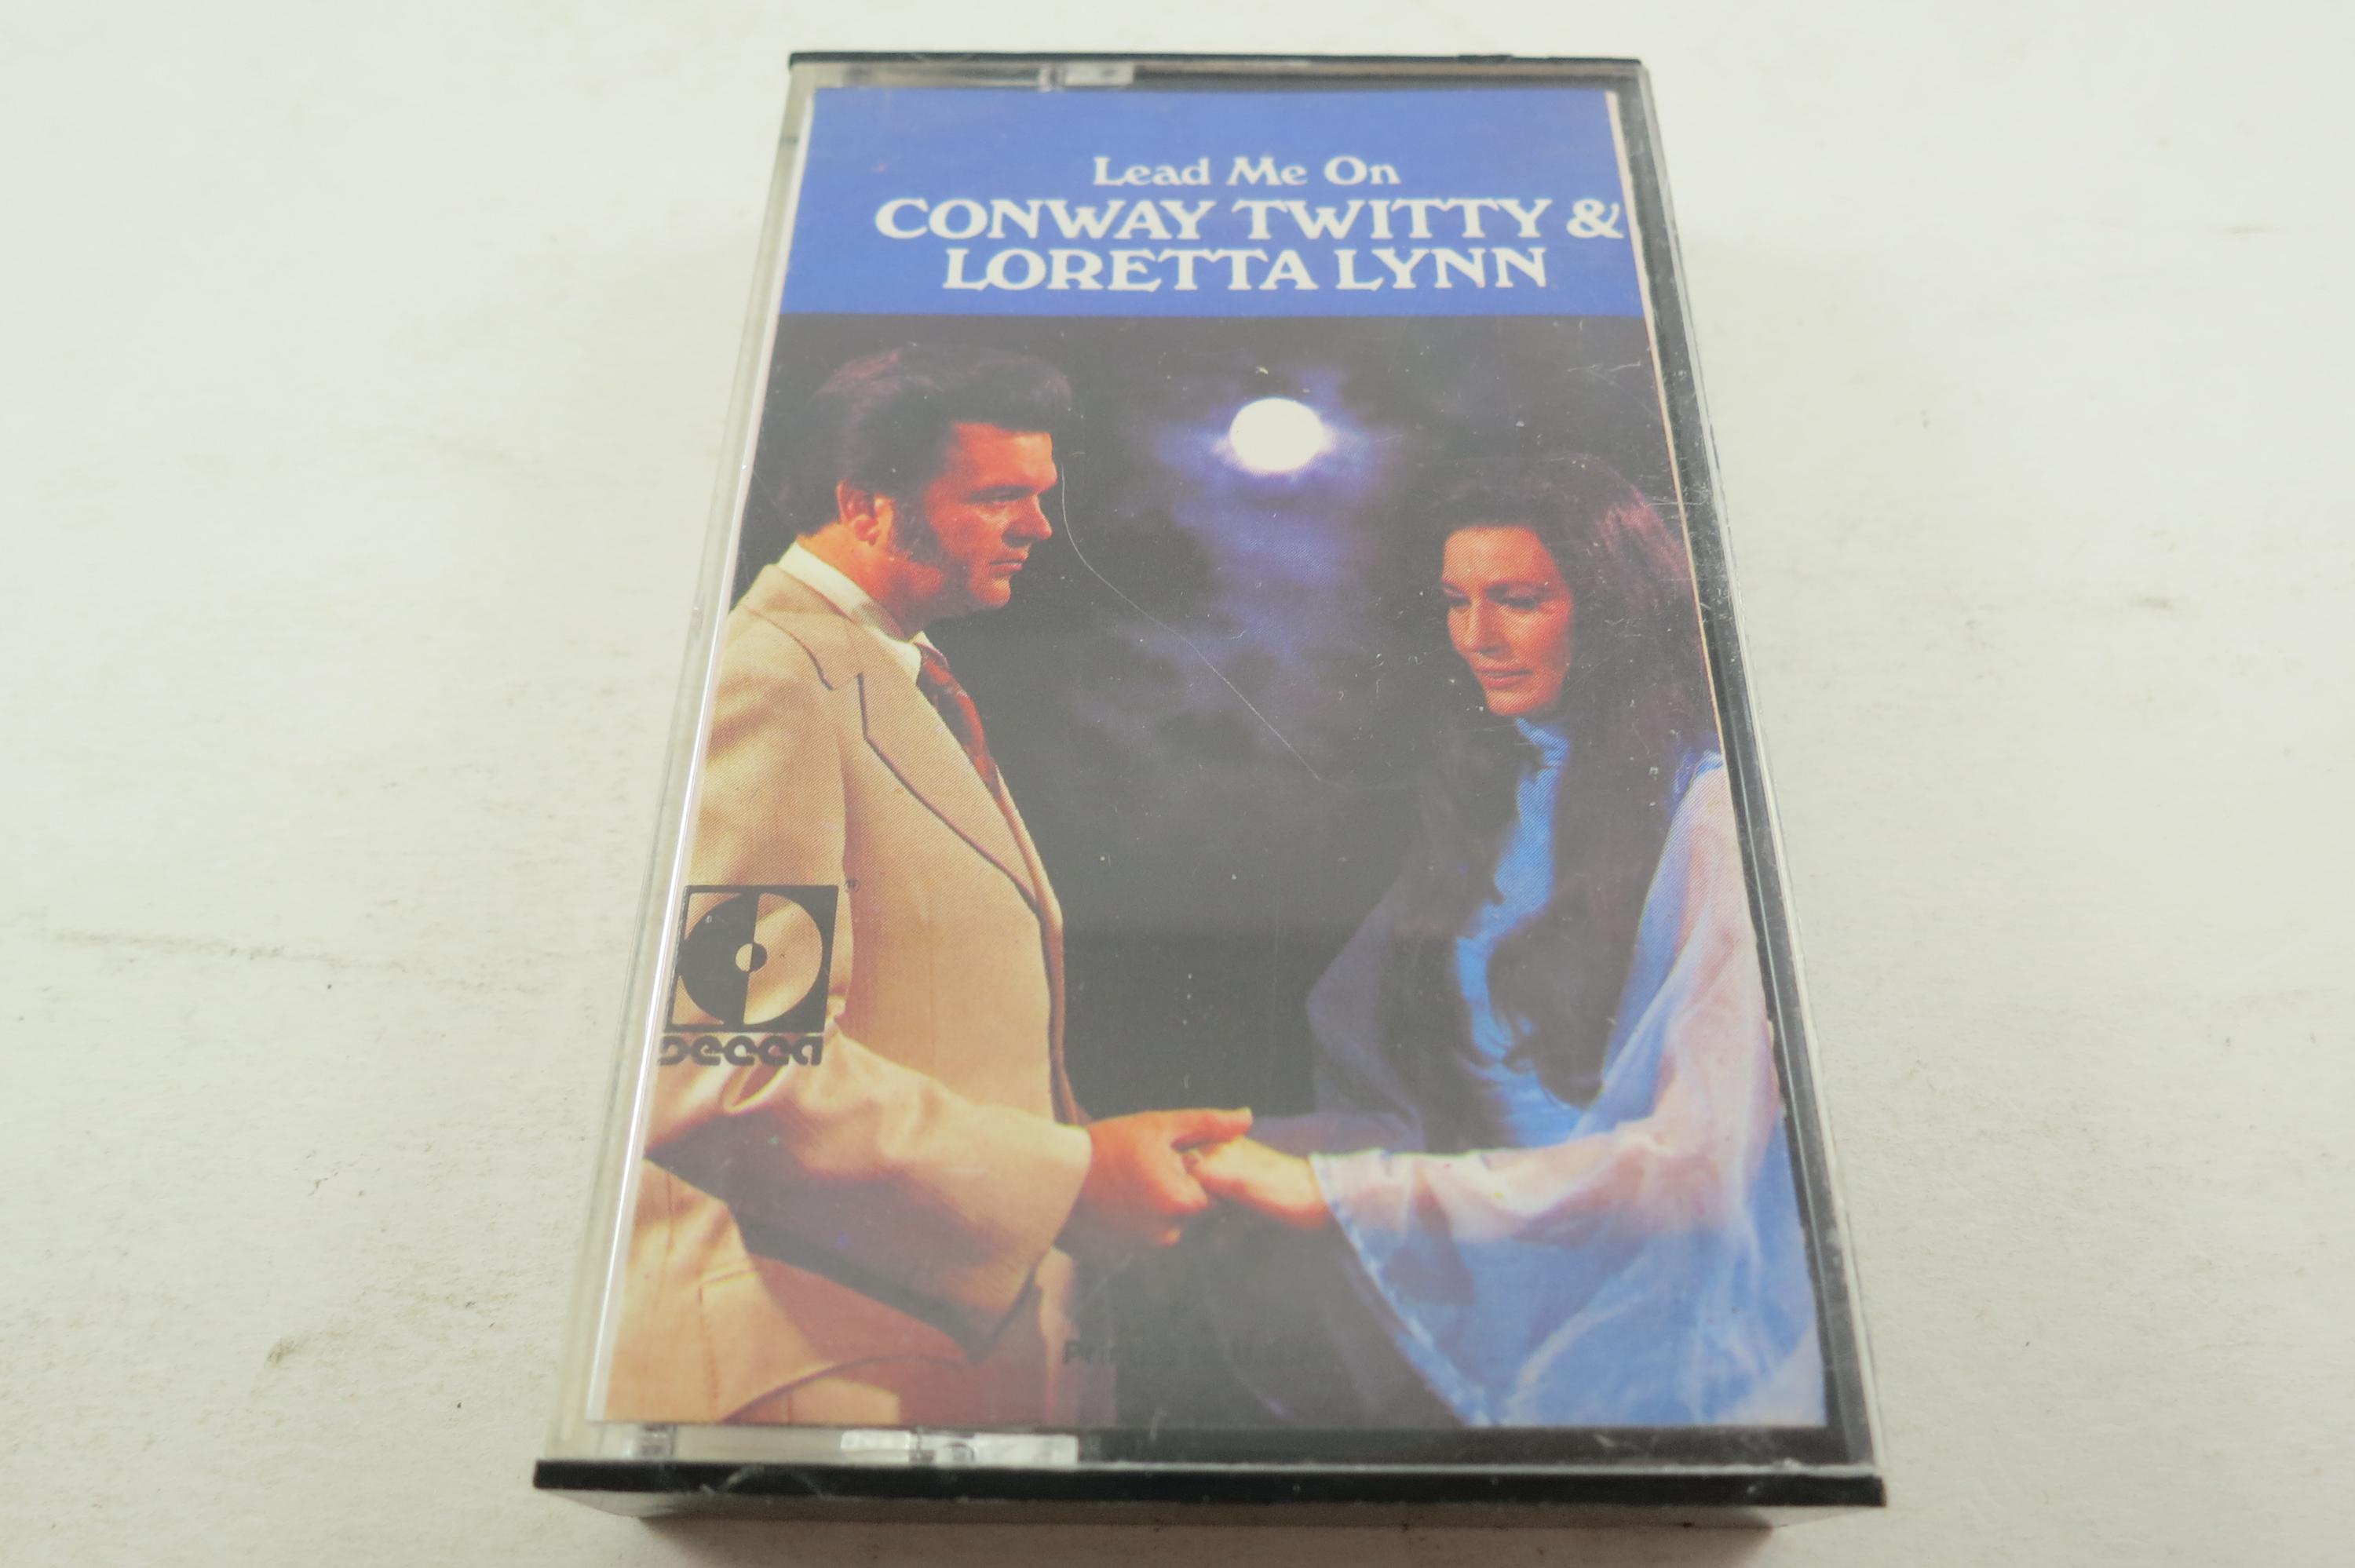 Lead Me On
CONWAY TWITTY &
LORETTA LYNN
DECCA